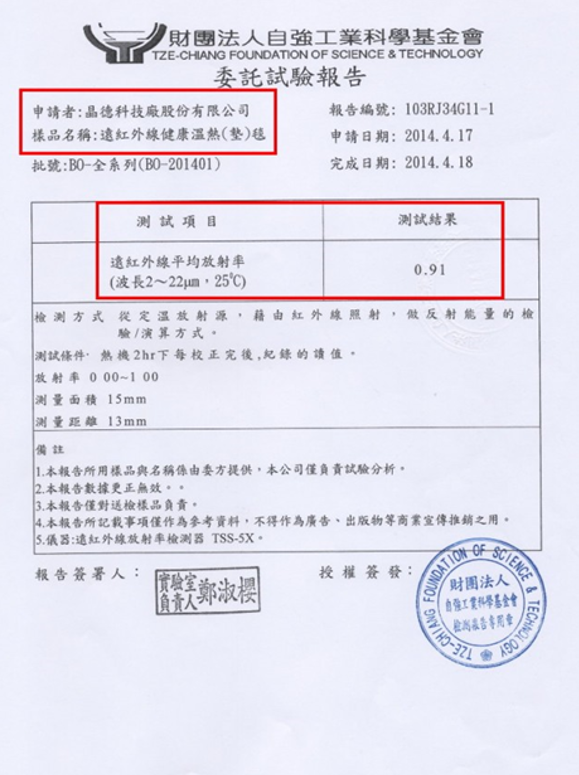 財團法人自強工業科學基金會
TZE-CHIANG FOUNDATION OF SCIENCE & TECHNOLOGY
委託試驗報告
申請者:晶德科技廠股份有限公司
樣品名稱:遠紅外線健康溫熱(墊)毯
批號:BO-全系列(BO-201401)
報告編號: 103RJ34G11-1
申請日期: 2014.4.17
完成日期: 2014.4.18
測試項目 測試結果
遠紅外線平均放射率
(波長2～22μm，25℃)
0.91
檢測方式 從定溫放射源，藉由紅外線照射，做反射能量的檢
驗/演算方式。
測試條件· 熱機2hr下每校正完後,紀錄的讀值。
放射率 0 00~1 00
測量面積 15mm
測量距離 13mm
備註
1.本報告所用樣品與名稱係由委方提供，本公司僅負責試驗分析。
2.本報告數據更正無效。。
3.本報告僅對送檢樣品負責。
4.本報告所記載事項僅作為參考資料，不得作為廣告、出版物等商業宣傳推銷之用。
5.儀器:遠紅外線放射率檢測器 TSS-5X。
報告簽署人：
實驗室
負責人 鄭淑櫻
授權簽發：
TZE-CHIANG FOUNDATION OF SCIENCE & TECHNOLOGY
財團法人
自強工業科學基金會
檢測報告專用章